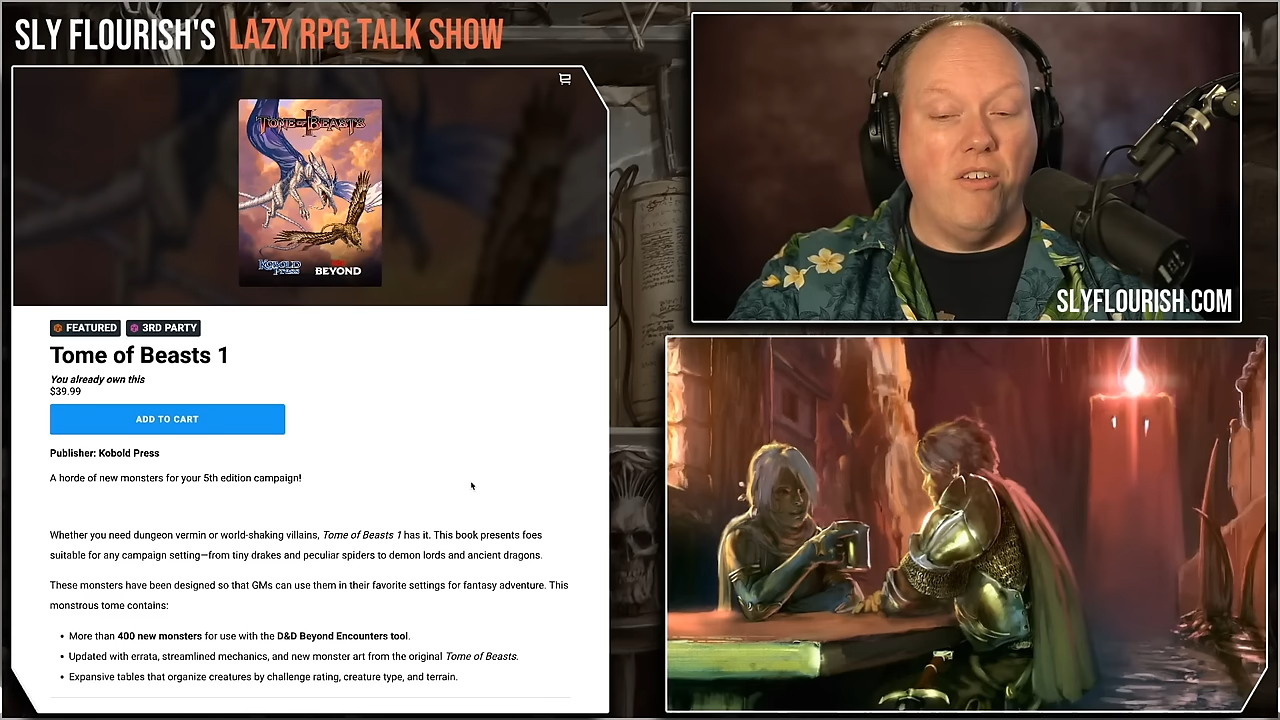 SLY FLOURISH'S LAZY RPG TALK SHOW
TOME OF BEASTS
I
KOBOLD
PRESS
BEYOND
FEATURED
3RD PARTY
Tome of Beasts 1
You already own this
$39.99
ADD TO CART
Publisher: Kobold Press
A horde of new monsters for your 5th edition campaign!
Whether you need dungeon vermin or world-shaking villains, Tome of Beasts 1 has it. This book presents foes
suitable for any campaign setting—from tiny drakes and peculiar spiders to demon lords and ancient dragons.
These monsters have been designed so that GMs can use them in their favorite settings for fantasy adventure. This
monstrous tome contains:
• More than 400 new monsters for use with the D&D Beyond Encounters tool.
• Updated with errata, streamlined mechanics, and new monster art from the original Tome of Beasts.
• Expansive tables that organize creatures by challenge rating, creature type, and terrain.
SLYFLOURISH.COM